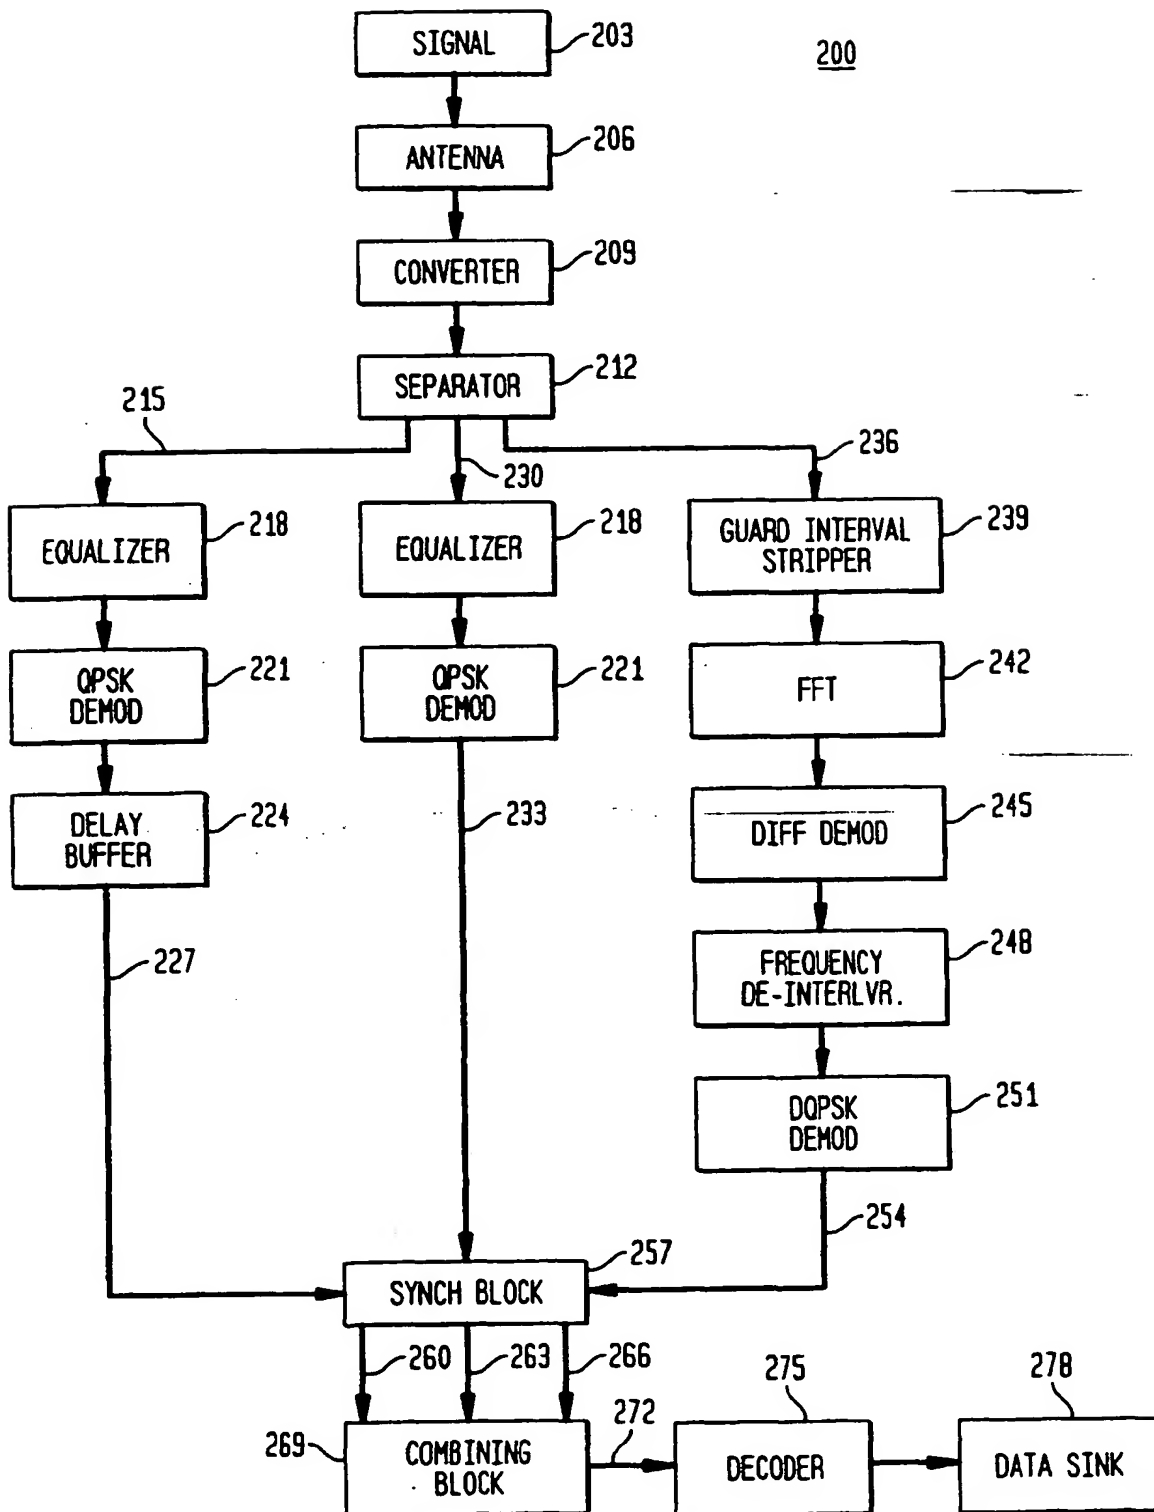 SIGNAL
203
200
ANTENNA
206
CONVERTER
209
SEPARATOR
212
215
230
236
EQUALIZER
218
EQUALIZER
218
GUARD INTERVAL
STRIPPER
239
QPSK
DEMOD
221
QPSK
DEMOD
221
FFT
242
DELAY
BUFFER
224
233
DIFF DEMOD
245
227
FREQUENCY
DE-INTERLVR.
248
DQPSK
DEMOD
251
254
SYNCH BLOCK
257
260
263
266
269
COMBINING
BLOCK
272
DECODER
275
DATA SINK
278